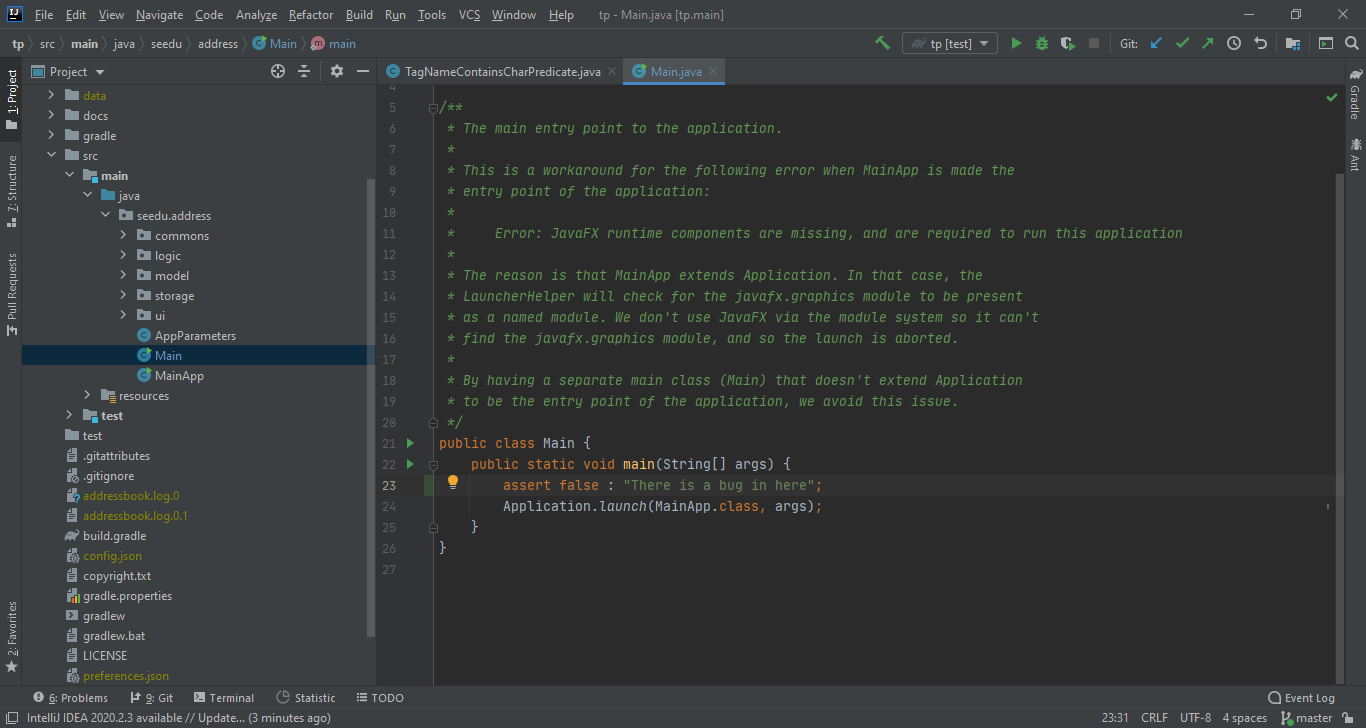 File Edit View Navigate Code Analyze Refactor Build Run Tools VCS Window Help tp - Main.java [tp.main]
tp src main java seedu address Main main tp [test] Git:
1: Project
7: Structure
Pull Requests
2: Favorites
Project
data
docs
gradle
src
main
java
seedu.address
commons
logic
model
storage
ui
AppParameters
Main
MainApp
resources
test
test
.gitattributes
.gitignore
addressbook.log.0
addressbook.log.0.1
build.gradle
config.json
copyright.txt
gradle.properties
gradlew
gradlew.bat
LICENSE
preferences.json
TagNameContainsCharPredicate.java Main.java
4
5 /**
6 * The main entry point to the application.
7 *
8 * This is a workaround for the following error when MainApp is made the
9 * entry point of the application:
10 *
11 * Error: JavaFX runtime components are missing, and are required to run this application
12 *
13 * The reason is that MainApp extends Application. In that case, the
14 * LauncherHelper will check for the javafx.graphics module to be present
15 * as a named module. We don't use JavaFX via the module system so it can't
16 * find the javafx.graphics module, and so the launch is aborted.
17 *
18 * By having a separate main class (Main) that doesn't extend Application
19 * to be the entry point of the application, we avoid this issue.
20 */
21 public class Main {
22 public static void main(String[] args) {
23 assert false : "There is a bug in here";
24 Application.launch(MainApp.class, args);
25 }
26 }
27
Gradle
Ant
6: Problems 9: Git Terminal Statistic TODO Event Log
IntelliJ IDEA 2020.2.3 available // Update... (3 minutes ago) 23:31 CRLF UTF-8 4 spaces master